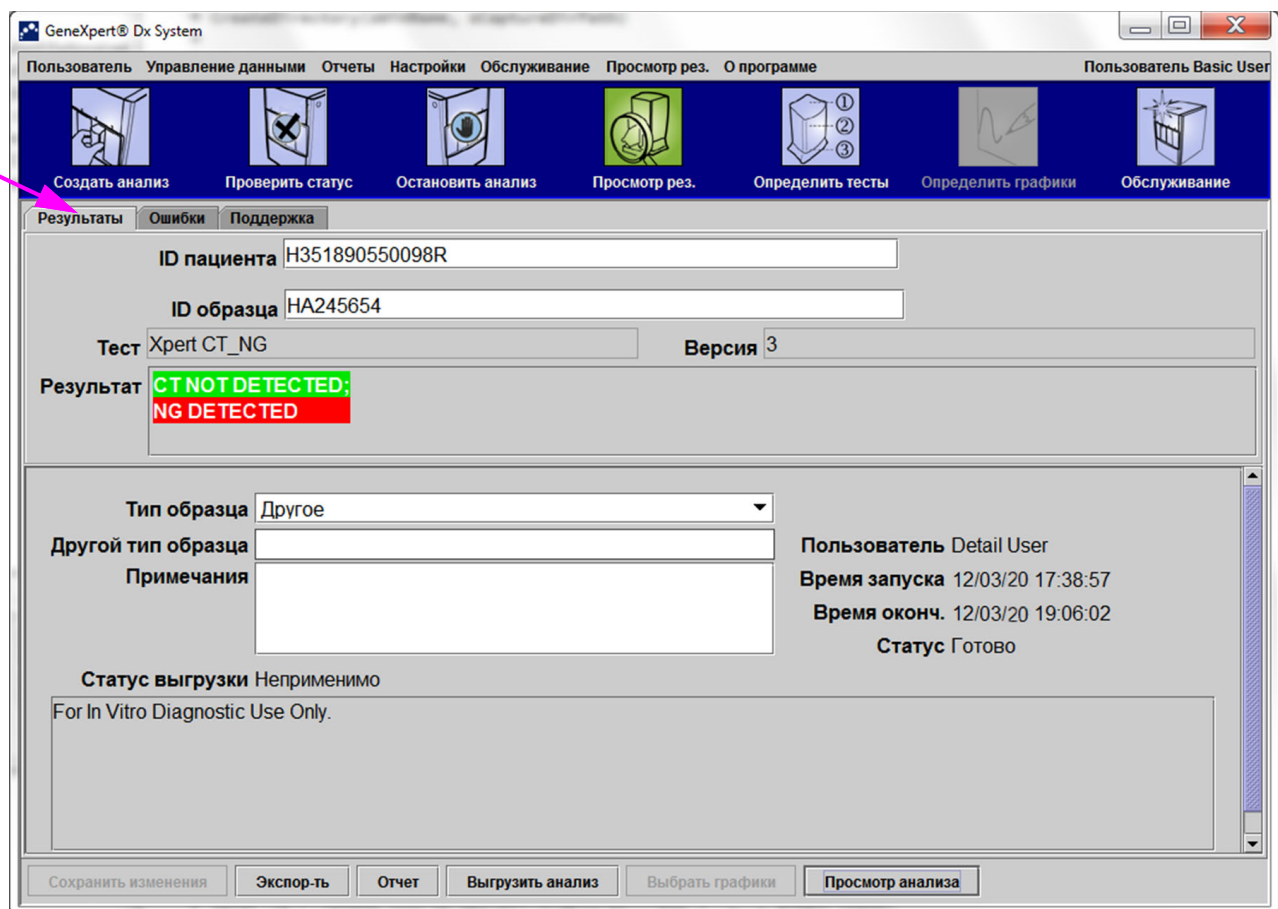 GeneXpert® Dx System
Пользователь Управление данными Отчеты Настройки Обслуживание Просмотр рез. О программе Пользователь Basic User
1
2
3
Создать анализ Проверить статус Остановить анализ Просмотр рез. Определить тесты Определить графики Обслуживание
Результаты Ошибки Поддержка
ID пациента H351890550098R
ID образца HA245654
Тест Xpert CT_NG Версия 3
Результат CT NOT DETECTED;
NG DETECTED
Тип образца Другое
Другой тип образца Пользователь Detail User
Примечания Время запуска 12/03/20 17:38:57
Время оконч. 12/03/20 19:06:02
Статус Готово
Статус выгрузки Неприменимо
For In Vitro Diagnostic Use Only.
Сохранить изменения Экспор-ть Отчет Выгрузить анализ Выбрать графики Просмотр анализа